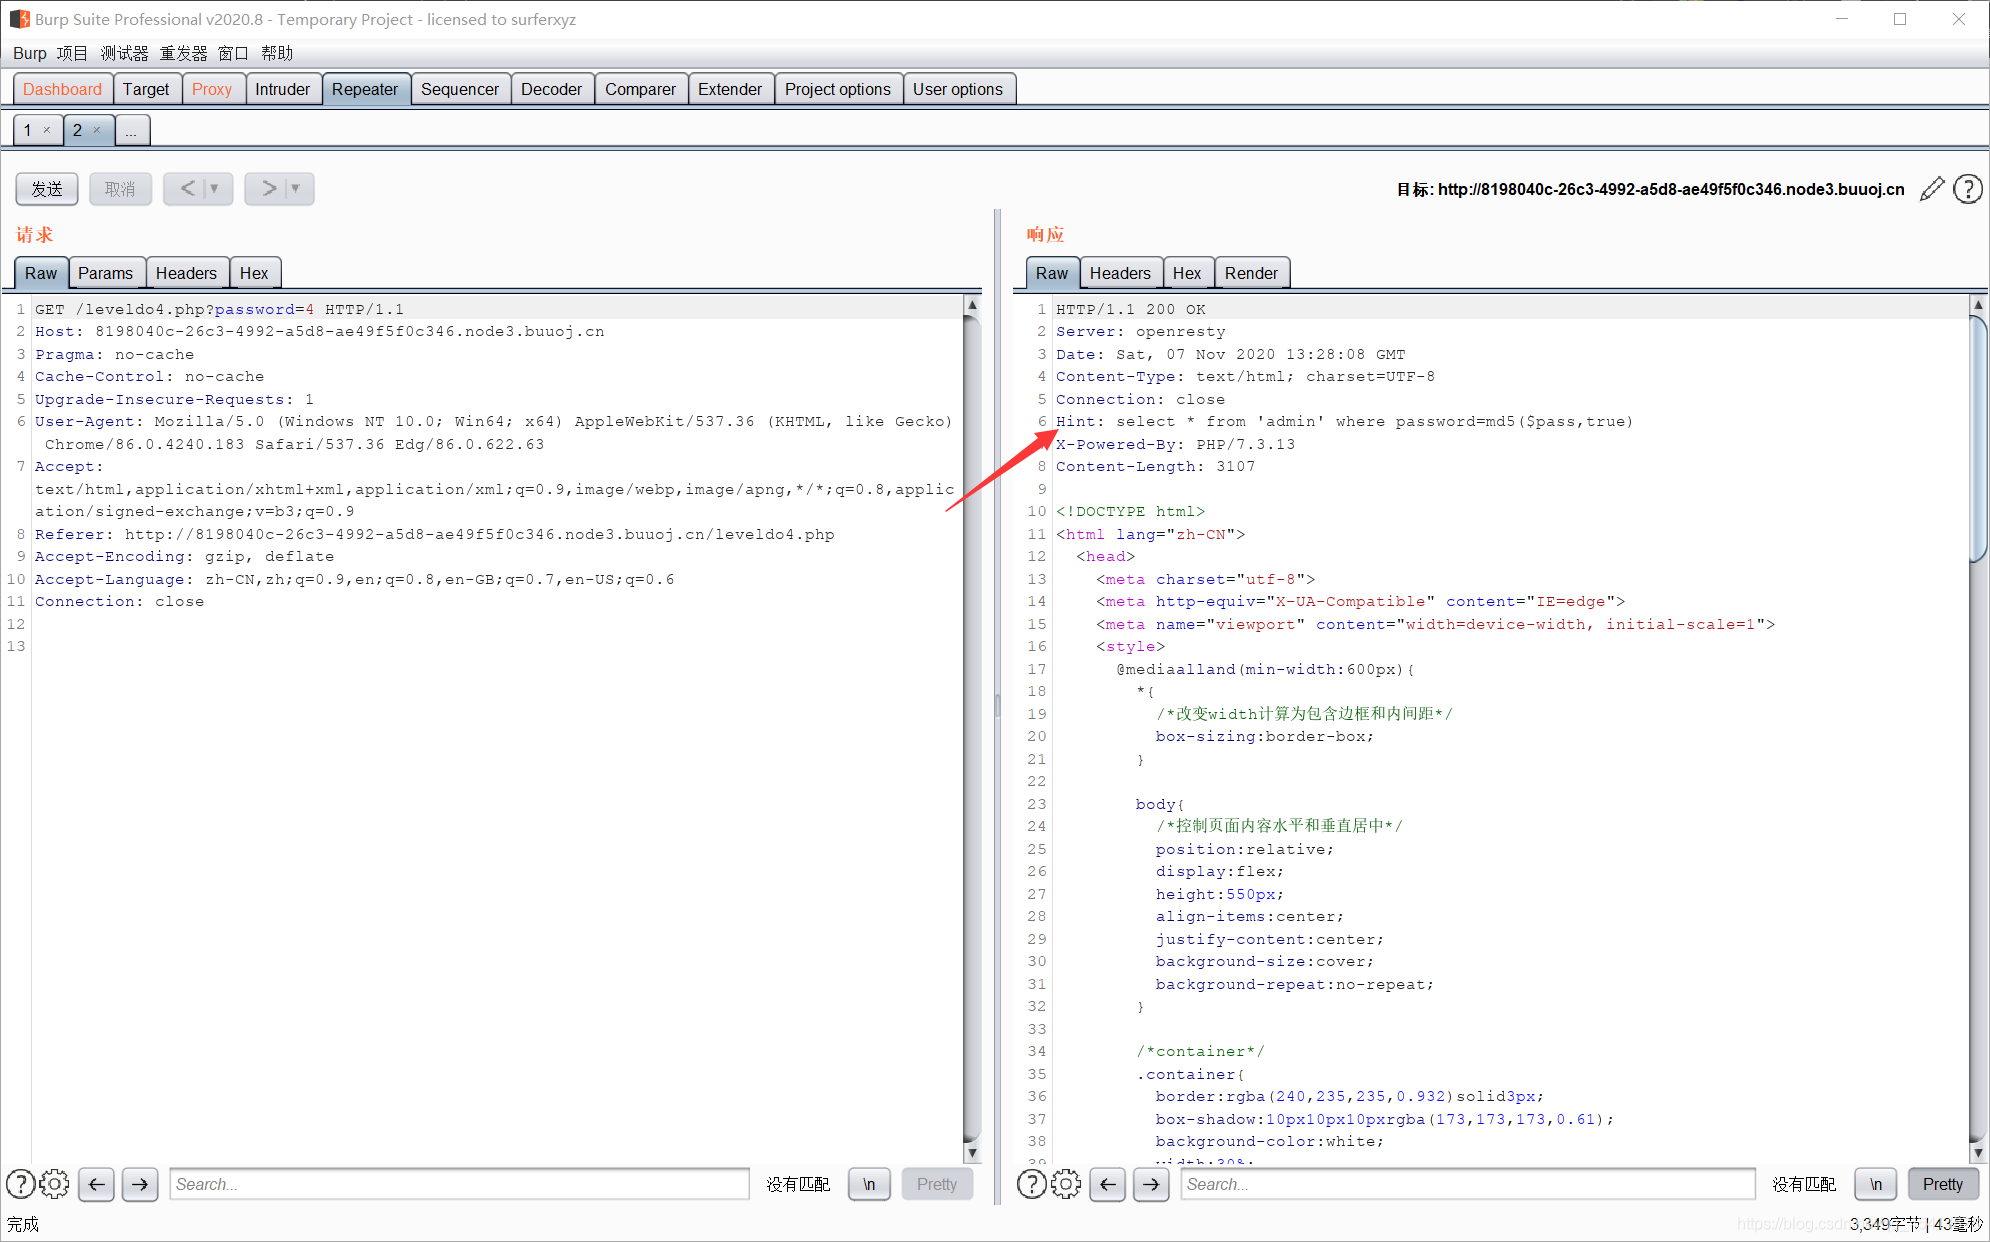 Burp Suite Professional v2020.8 - Temporary Project - licensed to surferxyz
Burp 项目 测试器 重发器 窗口 帮助
Dashboard Target Proxy Intruder Repeater Sequencer Decoder Comparer Extender Project options User options
1 × 2 × ...
发送 取消 < ▼ > ▼ 目标: http://8198040c-26c3-4992-a5d8-ae49f5f0c346.node3.buuoj.cn
请求
Raw Params Headers Hex
1 GET /leveldo4.php?password=4 HTTP/1.1
2 Host: 8198040c-26c3-4992-a5d8-ae49f5f0c346.node3.buuoj.cn
3 Pragma: no-cache
4 Cache-Control: no-cache
5 Upgrade-Insecure-Requests: 1
6 User-Agent: Mozilla/5.0 (Windows NT 10.0; Win64; x64) AppleWebKit/537.36 (KHTML, like Gecko)
Chrome/86.0.4240.183 Safari/537.36 Edg/86.0.622.63
7 Accept:
text/html,application/xhtml+xml,application/xml;q=0.9,image/webp,image/apng,*/*;q=0.8,applic
ation/signed-exchange;v=b3;q=0.9
8 Referer: http://8198040c-26c3-4992-a5d8-ae49f5f0c346.node3.buuoj.cn/leveldo4.php
9 Accept-Encoding: gzip, deflate
10 Accept-Language: zh-CN,zh;q=0.9,en;q=0.8,en-GB;q=0.7,en-US;q=0.6
11 Connection: close
12
13
Search... 没有匹配 \n Pretty
响应
Raw Headers Hex Render
1 HTTP/1.1 200 OK
2 Server: openresty
3 Date: Sat, 07 Nov 2020 13:28:08 GMT
4 Content-Type: text/html; charset=UTF-8
5 Connection: close
6 Hint: select * from 'admin' where password=md5($pass,true)
X-Powered-By: PHP/7.3.13
8 Content-Length: 3107
9
10 <!DOCTYPE html>
11 <html lang="zh-CN">
12 <head>
13 <meta charset="utf-8">
14 <meta http-equiv="X-UA-Compatible" content="IE=edge">
15 <meta name="viewport" content="width=device-width, initial-scale=1">
16 <style>
17 @mediaalland(min-width:600px){
18 *{
19 /*改变width计算为包含边框和内间距*/
20 box-sizing:border-box;
21 }
22
23 body{
24 /*控制页面内容水平和垂直居中*/
25 position:relative;
26 display:flex;
27 height:550px;
28 align-items:center;
29 justify-content:center;
30 background-size:cover;
31 background-repeat:no-repeat;
32 }
33
34 /*container*/
35 .container{
36 border:rgba(240,235,235,0.932)solid3px;
37 box-shadow:10px10px10pxrgba(173,173,173,0.61);
38 background-color:white;
39 width:30%;
Search... 没有匹配 \n Pretty
完成 3,349字节 | 43毫秒